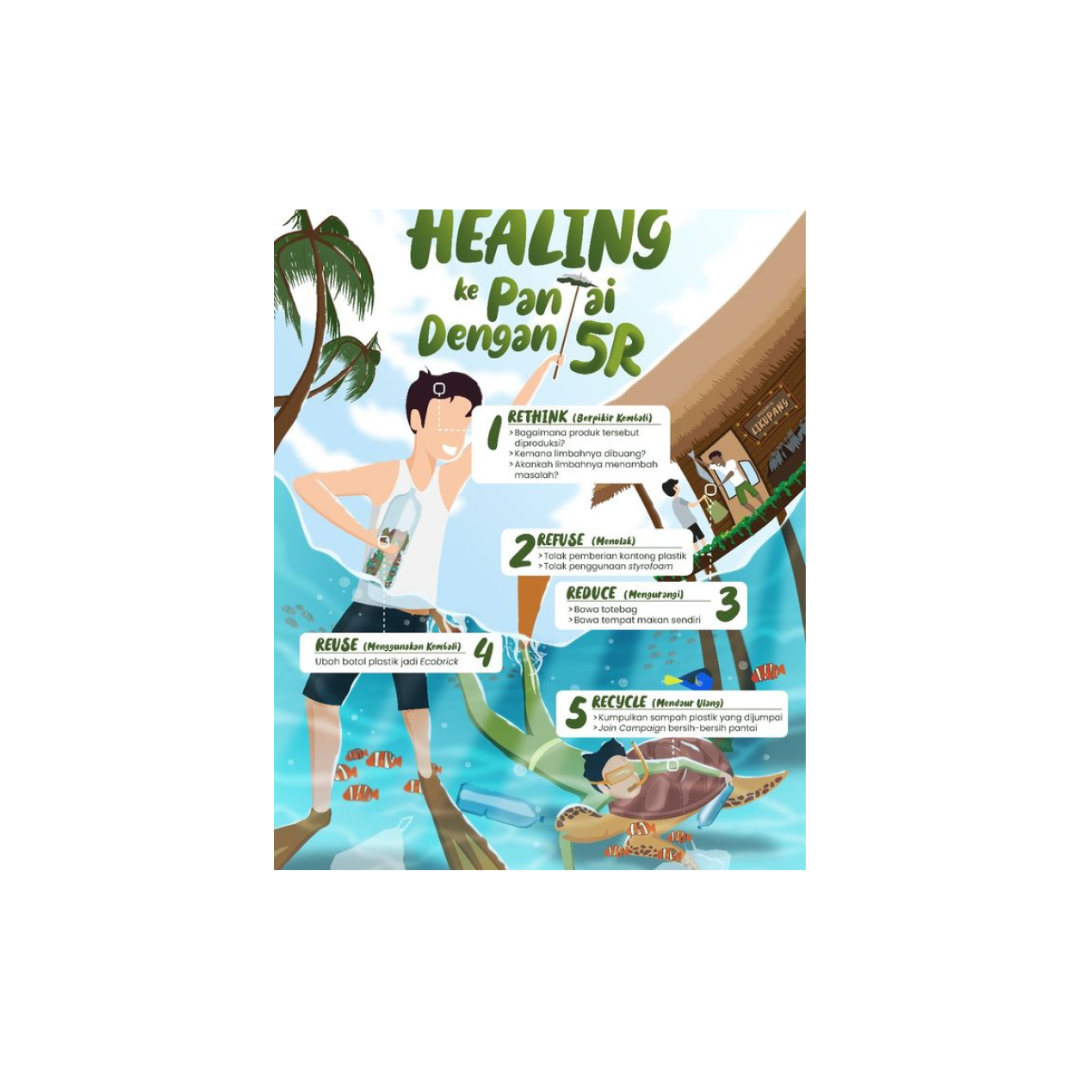 HEALING
ke Pantai
Dengan 5R
1 RETHINK (Berpikir Kembali)
> Bagaimana produk tersebut
diproduksi?
> Kemana limbahnya dibuang?
> Akankah limbahnya menambah
masalah?
LIKUPANG
2 REFUSE (Menolak)
> Tolak pemberian kantong plastik
> Tolak penggunaan styrofoam
REDUCE (Mengurangi) 3
> Bawa totebag
> Bawa tempat makan sendiri
REUSE (Menggunakan Kembali) 4
Ubah botol plastik jadi Ecobrick
5 RECYCLE (Mendaur Ulang)
> Kumpulkan sampah plastik yang dijumpai
> Join Campaign bersih-bersih pantai